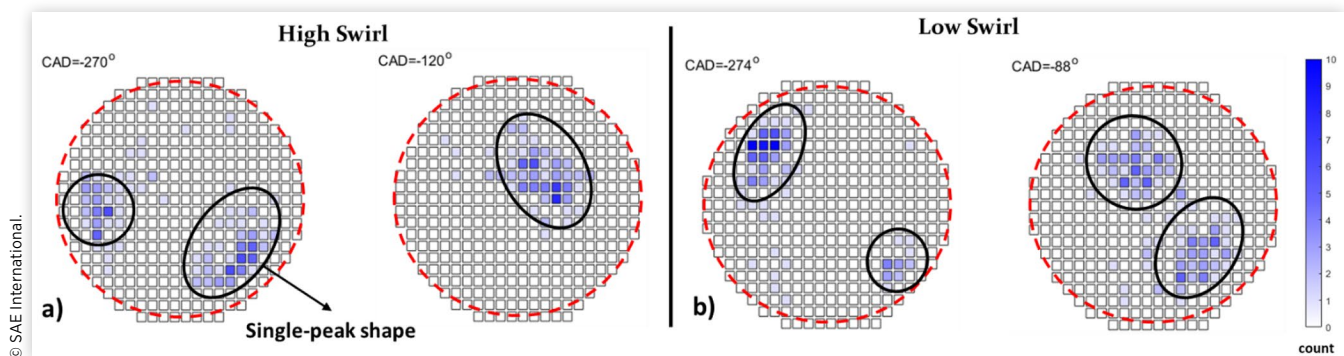 High Swirl
Low Swirl
CAD=-270°
CAD=-120°
CAD=-274°
CAD=-88°
10
9
8
7
6
5
4
3
2
1
0
count
a)
b)
Single-peak shape
© SAE International.